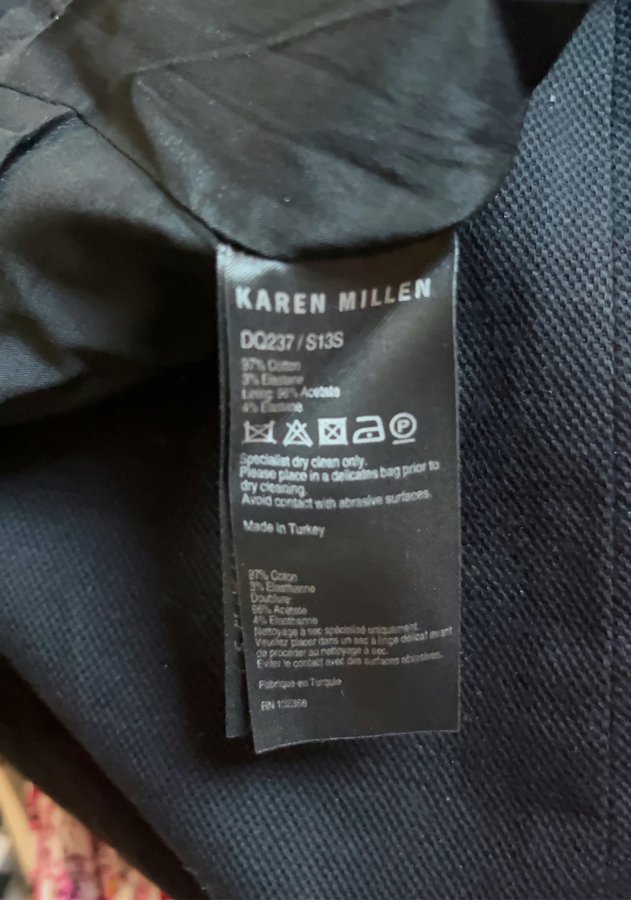 KAREN MILLEN
DQ237/S13S
97% Cotton
3% Elastane
Lining: 96% Acetate
4% Elastane
P
Specialist dry clean only.
Please place in a delicates bag prior to
dry cleaning.
Avoid contact with abrasive surfaces.
Made in Turkey
97% Coton
3% Elasthanne
Doublure:
96% Acétate
4% Elasthanne
Nettoyage à sec spécialisé uniquement.
Veuillez placer dans un sac à linge délicat avant
de procéder au nettoyage à sec.
Eviter le contact avec des surfaces abrasives.
Fabriqué en Turquie
RN 132366